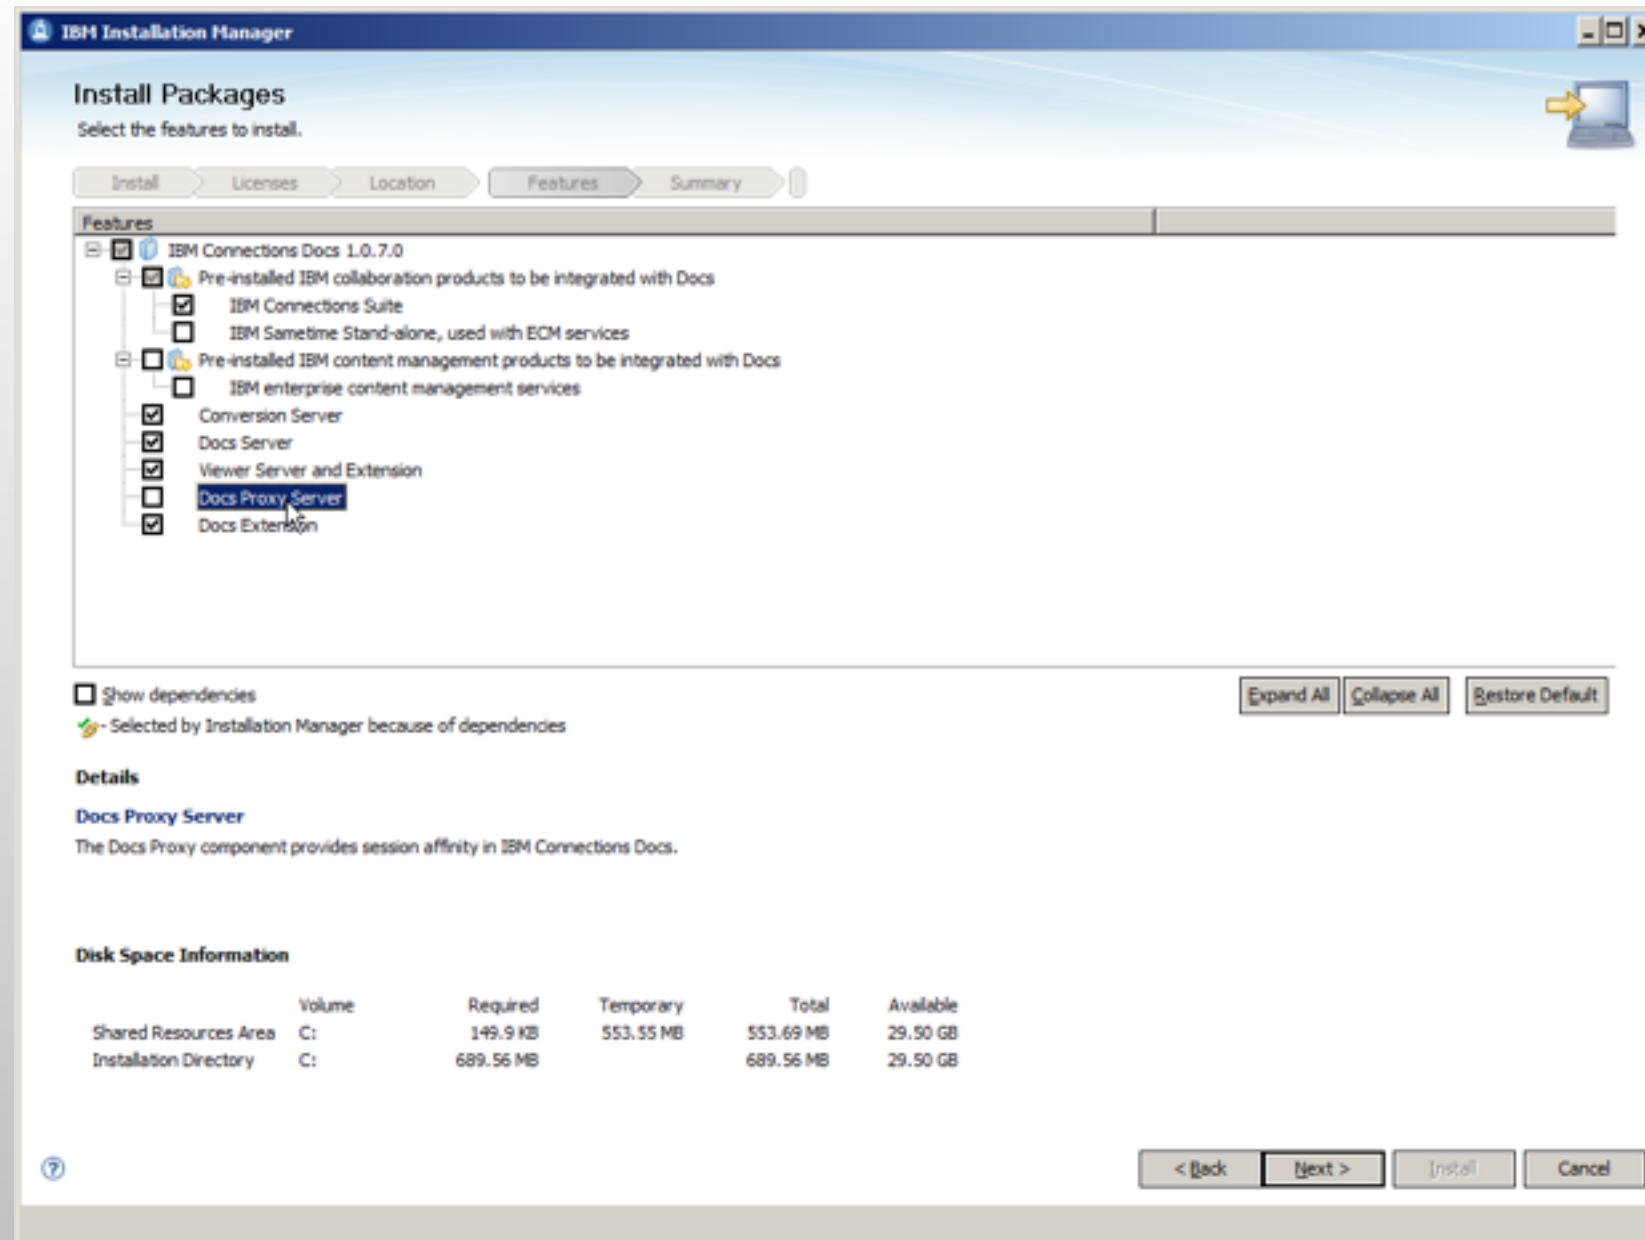 IBM Installation Manager
Install Packages
Select the features to install.
Install Licenses Location Features Summary
Features
IBM Connections Docs 1.0.7.0
Pre-installed IBM collaboration products to be integrated with Docs
IBM Connections Suite
IBM Sametime Stand-alone, used with ECM services
Pre-installed IBM content management products to be integrated with Docs
IBM enterprise content management services
Conversion Server
Docs Server
Viewer Server and Extension
Docs Proxy Server
Docs Extension
Show dependencies
Expand All Collapse All Restore Default
- Selected by Installation Manager because of dependencies
Details
Docs Proxy Server
The Docs Proxy component provides session affinity in IBM Connections Docs.
Disk Space Information
Volume Required Temporary Total Available
Shared Resources Area C: 149.9 KB 553.55 MB 553.69 MB 29.50 GB
Installation Directory C: 689.56 MB 689.56 MB 29.50 GB
? < Back Next > Install Cancel